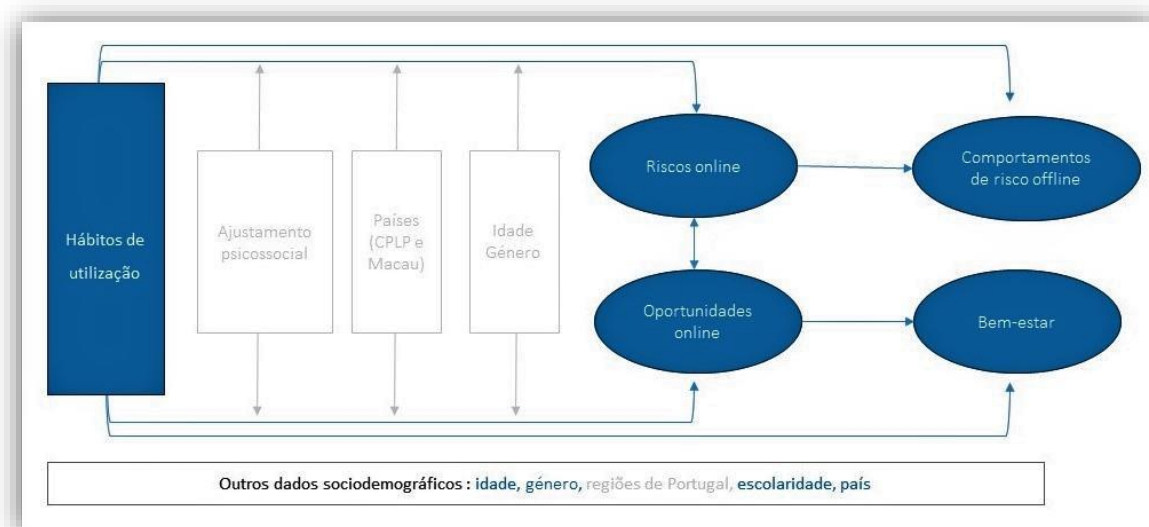 Hábitos de
utilização
Ajustamento
psicossocial
Países
(CPLP e
Macau)
Idade
Género
Riscos online
Comportamentos
de risco offline
Oportunidades
online
Bem-estar
Outros dados sociodemográficos : idade, género, regiões de Portugal, escolaridade, país